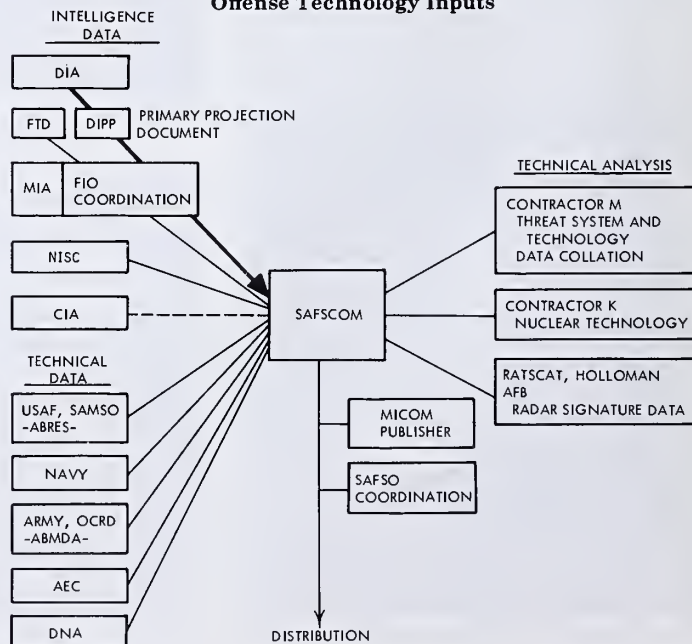 Offense Technology Inputs
INTELLIGENCE
DATA
DIA
FTD
DIPP
PRIMARY PROJECTION
DOCUMENT
MIA
FIO
COORDINATION
NISC
CIA
TECHNICAL
DATA
USAF, SAMSO
-ABRES-
NAVY
ARMY, OCRD
-ABMDA-
AEC
DNA
SAFSCOM
MICOM
PUBLISHER
SAFSO
COORDINATION
DISTRIBUTION
TECHNICAL ANALYSIS
CONTRACTOR M
THREAT SYSTEM AND
TECHNOLOGY
DATA COLLATION
CONTRACTOR K
NUCLEAR TECHNOLOGY
RATSCAT, HOLLOMAN
AFB
RADAR SIGNATURE DATA